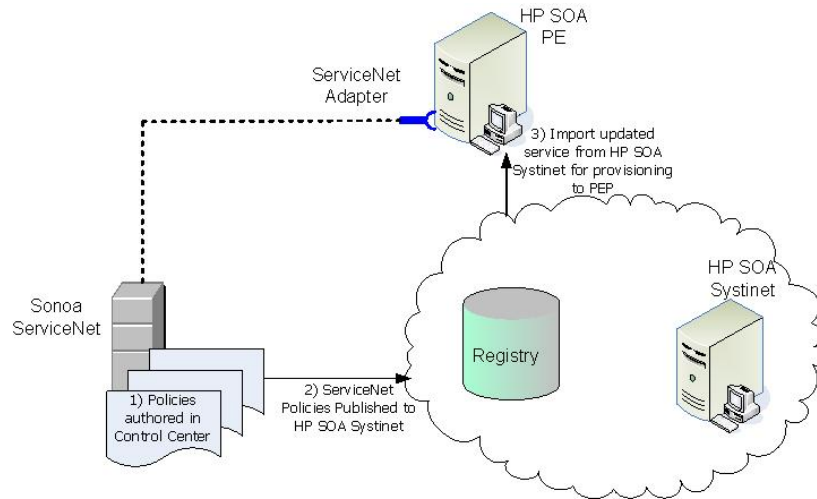 HP SOA
PE
ServiceNet
Adapter
3) Import updated
service from HP SOA
Systinet for provisioning
to PEP
HP SOA
Systinet
Sonoa
ServiceNet
Registry
1) Policies
authored in
Control Center
2) ServiceNet
Policies Published to
HP SOA Systinet